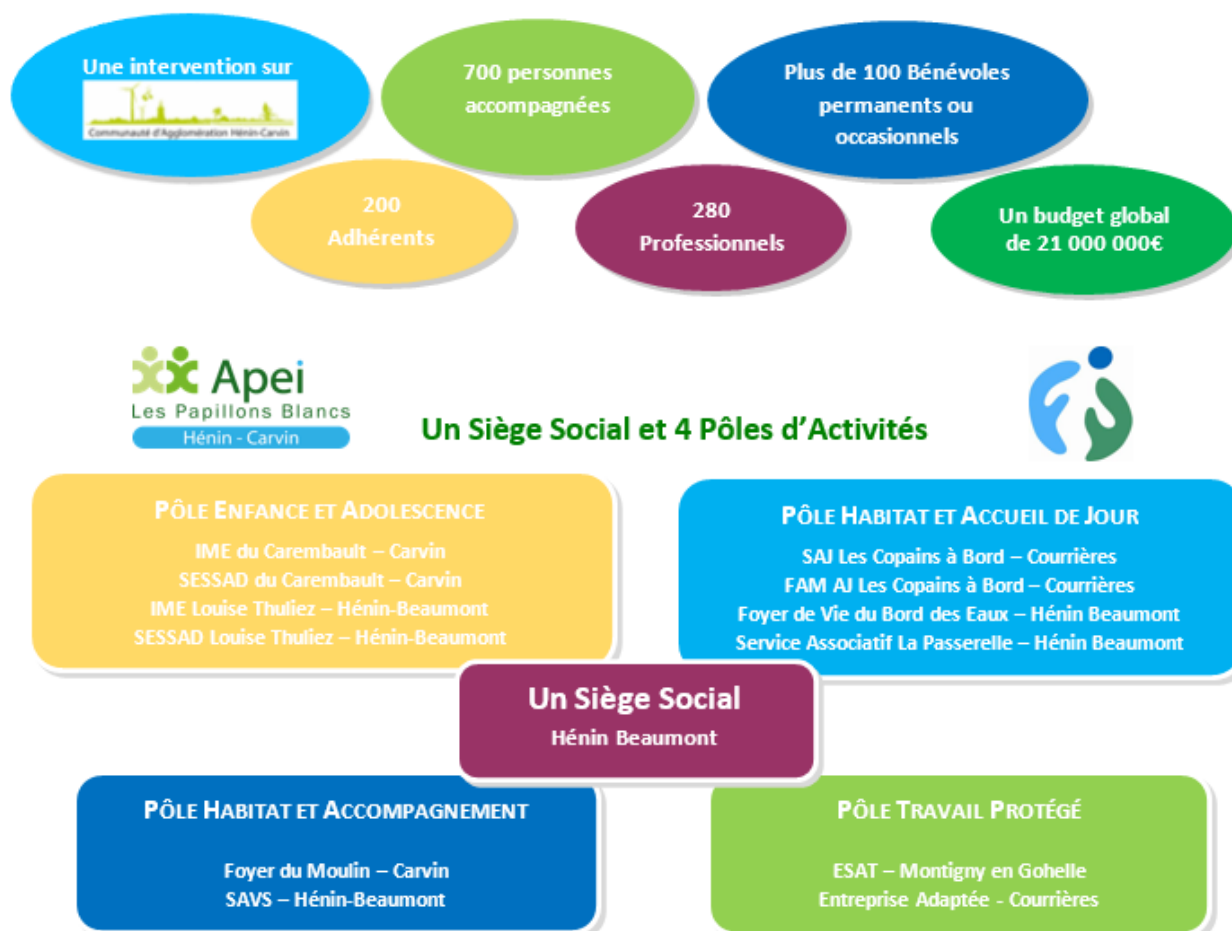 Une intervention sur
Communauté d'Agglomération Hénin-Carvin
700 personnes
accompagnées
Plus de 100 Bénévoles
permanents ou
occasionnels
200
Adhérents
280
Professionnels
Un budget global
de 21 000 000€
Apei
Les Papillons Blancs
Hénin - Carvin
Un Siège Social et 4 Pôles d'Activités
PÔLE ENFANCE ET ADOLESCENCE
IME du Carembault – Carvin
SESSAD du Carembault – Carvin
IME Louise Thuliez – Hénin-Beaumont
SESSAD Louise Thuliez – Hénin-Beaumont
PÔLE HABITAT ET ACCUEIL DE JOUR
SAJ Les Copains à Bord – Courrières
FAM AJ Les Copains à Bord – Courrières
Foyer de Vie du Bord des Eaux – Hénin Beaumont
Service Associatif La Passerelle – Hénin Beaumont
Un Siège Social
Hénin Beaumont
PÔLE HABITAT ET ACCOMPAGNEMENT
Foyer du Moulin – Carvin
SAVS – Hénin-Beaumont
PÔLE TRAVAIL PROTÉGÉ
ESAT – Montigny en Gohelle
Entreprise Adaptée - Courrières